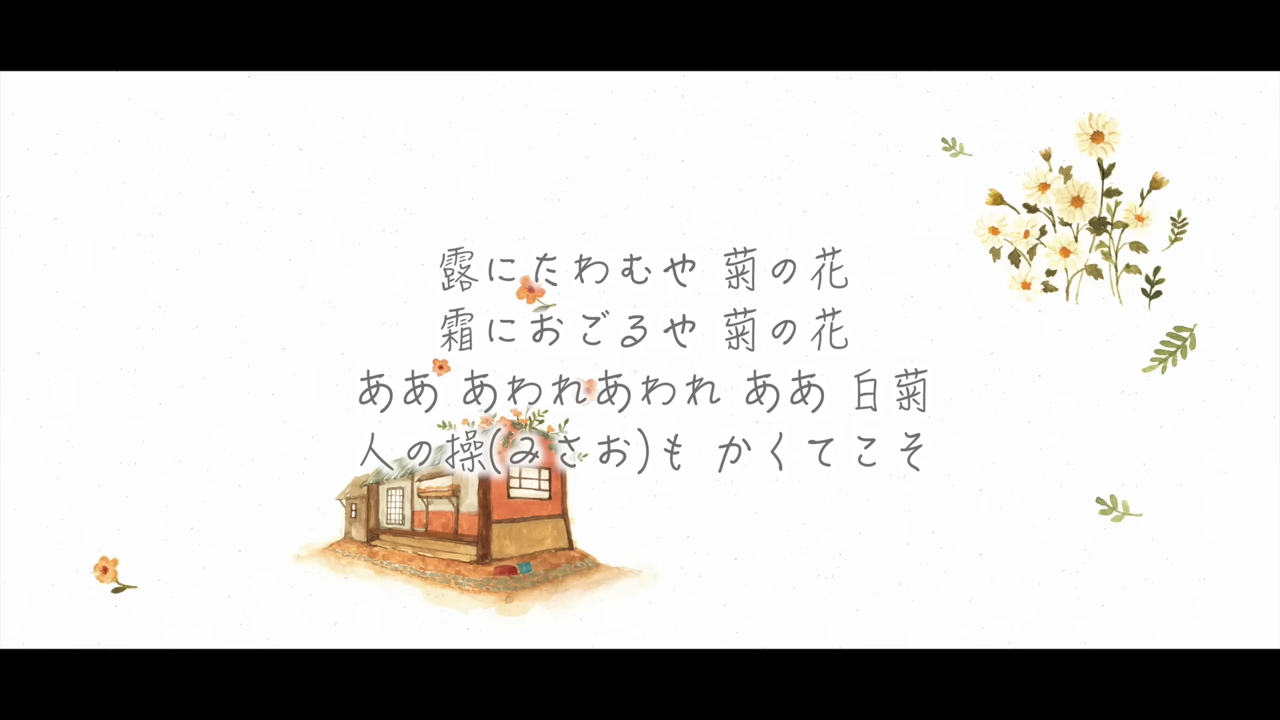 露にたわむや 菊の花
霜におごるや 菊の花
ああ あわれあわれ ああ 白菊
人の操(みさお)も かくてこそ